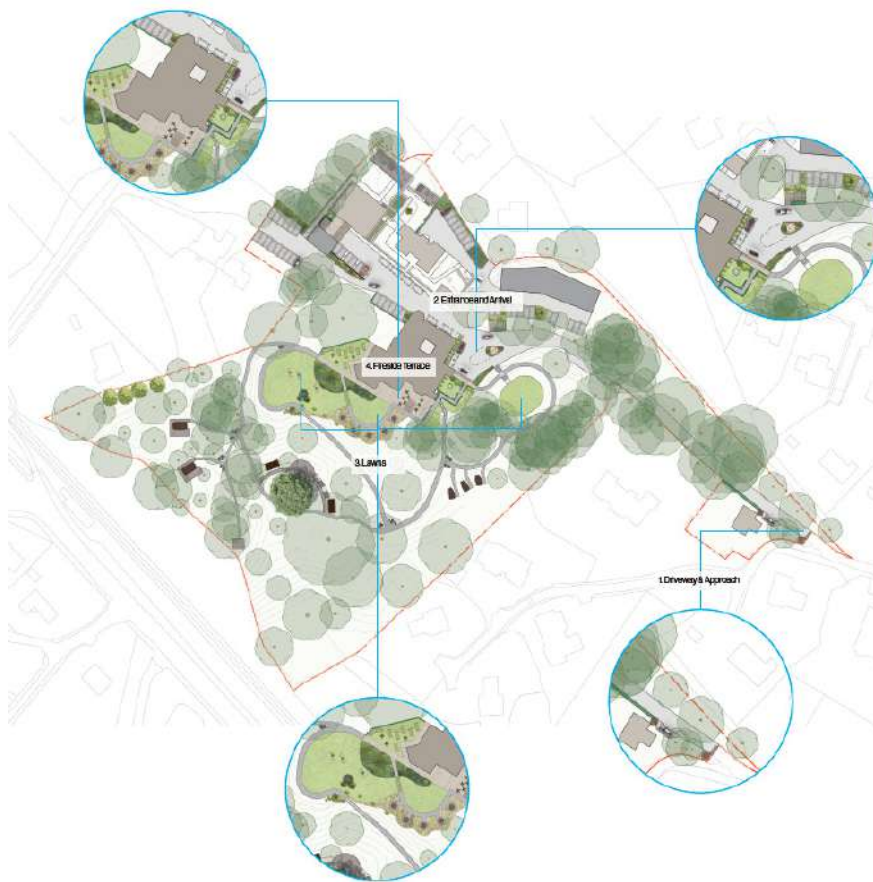 2. Entrance and Arrival
4. Fireside Terrace
3. Lawns
1. Driveway & Approach